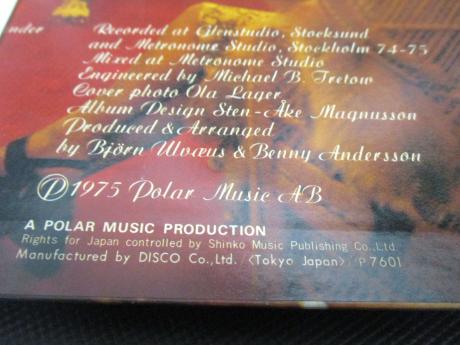 nder
Recorded at Glenstudio, Stocksund
and Metronome Studio, Stockholm 74-75
Mixed at Metronome Studio
Engineered by Michael B. Tretow
Cover photo Ola Lager
Album Design Sten-Åke Magnusson
Produced & Arranged
by Björn Ulvæus & Benny Andersson
Ⓟ 1975 Polar Music AB
A POLAR MUSIC PRODUCTION
Rights for Japan controlled by Shinko Music Publishing Co.,Ltd.
Manufactured by DISCO Co.,Ltd. /〈Tokyo Japan〉/ P7601